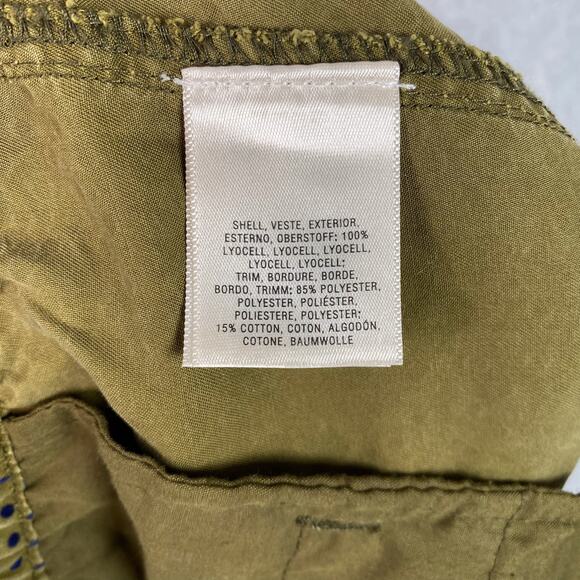 SHELL, VESTE, EXTERIOR,
ESTERNO, OBERSTOFF: 100%
LYOCELL, LYOCELL, LYOCELL,
LYOCELL, LYOCELL;
TRIM, BORDURE, BORDE,
BORDO, TRIMM: 85% POLYESTER,
POLYESTER, POLIÉSTER,
POLIESTERE, POLYESTER;
15% COTTON, COTON, ALGODÓN,
COTONE, BAUMWOLLE